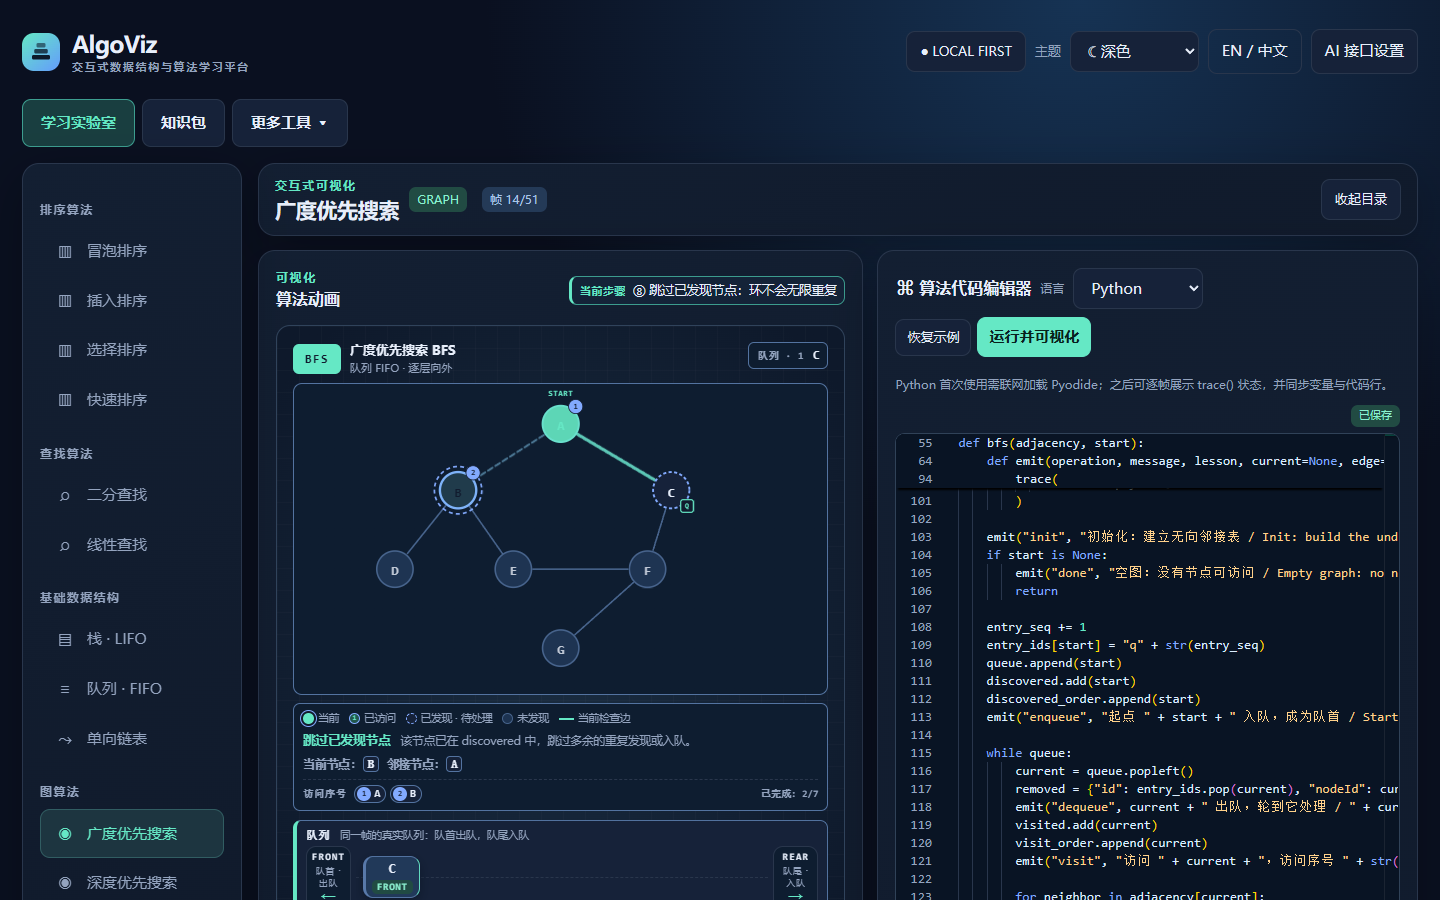 AlgoViz
交互式数据结构与算法学习平台
● LOCAL FIRST
主题
☾ 深色
EN / 中文
AI 接口设置
学习实验室
知识包
更多工具 ▾
排序算法
冒泡排序
插入排序
选择排序
快速排序
查找算法
二分查找
线性查找
基础数据结构
栈 · LIFO
队列 · FIFO
单向链表
图算法
广度优先搜索
深度优先搜索
交互式可视化
广度优先搜索
GRAPH
帧 14/51
收起目录
可视化
算法动画
当前步骤 ⑧ 跳过已发现节点：环不会无限重复
BFS
广度优先搜索 BFS
队列 FIFO · 逐层向外
队列 · 1 C
START
A
1
B
2
C
Q
D
E
F
G
当前
1 已访问
已发现 · 待处理
未发现
当前检查边
跳过已发现节点 该节点已在 discovered 中，跳过多余的重复发现或入队。
当前节点： B 邻接节点： A
访问序号 1 A 2 B
已完成：2/7
队列 同一帧的真实队列：队首出队，队尾入队
FRONT
队首 ·
出队
←
C
FRONT
REAR
队尾 ·
入队
→
⌘ 算法代码编辑器
语言
Python
恢复示例
运行并可视化
Python 首次使用需联网加载 Pyodide；之后可逐帧展示 trace() 状态，并同步变量与代码行。
已保存
55 def bfs(adjacency, start):
64 def emit(operation, message, lesson, current=None, edge=
94 trace(
101 )
102
103 emit("init", "初始化：建立无向邻接表 / Init: build the und
104 if start is None:
105 emit("done", "空图：没有节点可访问 / Empty graph: no n
106 return
107
108 entry_seq += 1
109 entry_ids[start] = "q" + str(entry_seq)
110 queue.append(start)
111 discovered.add(start)
112 discovered_order.append(start)
113 emit("enqueue", "起点 " + start + " 入队，成为队首 / Start
114
115 while queue:
116 current = queue.popleft()
117 removed = {"id": entry_ids.pop(current), "nodeId": cur
118 emit("dequeue", current + " 出队，轮到它处理 / " + cur
119 visited.add(current)
120 visit_order.append(current)
121 emit("visit", "访问 " + current + "，访问序号 " + str(
122
123 for neighbor in adjacency[current]: